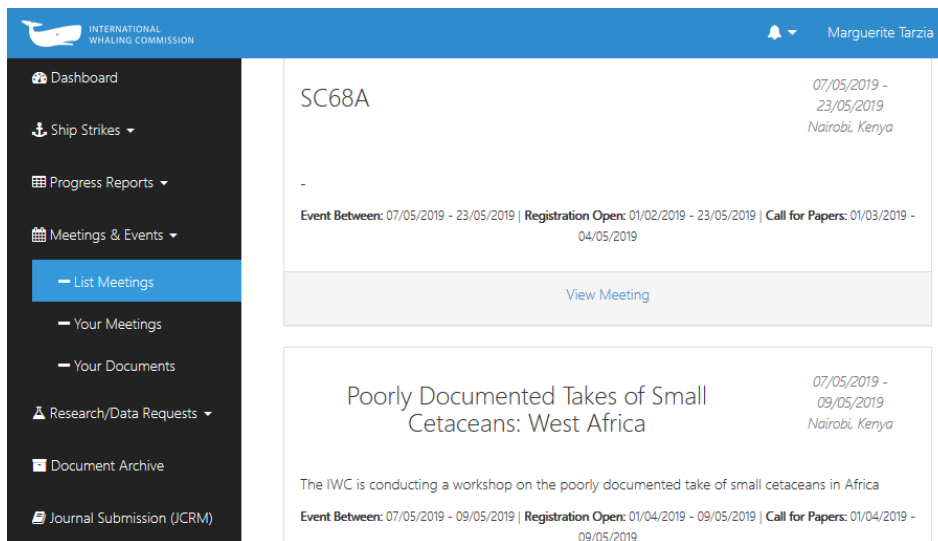 INTERNATIONAL
WHALING COMMISSION
Marguerite Tarzia
Dashboard
Ship Strikes
Progress Reports
Meetings & Events
List Meetings
Your Meetings
Your Documents
Research/Data Requests
Document Archive
Journal Submission (JCRM)
SC68A
07/05/2019 -
23/05/2019
Nairobi, Kenya
-
Event Between: 07/05/2019 - 23/05/2019 | Registration Open: 01/02/2019 - 23/05/2019 | Call for Papers: 01/03/2019 -
04/05/2019
View Meeting
Poorly Documented Takes of Small
Cetaceans: West Africa
07/05/2019 -
09/05/2019
Nairobi, Kenya
The IWC is conducting a workshop on the poorly documented take of small cetaceans in Africa
Event Between: 07/05/2019 - 09/05/2019 | Registration Open: 01/04/2019 - 09/05/2019 | Call for Papers: 01/04/2019 -
09/05/2019